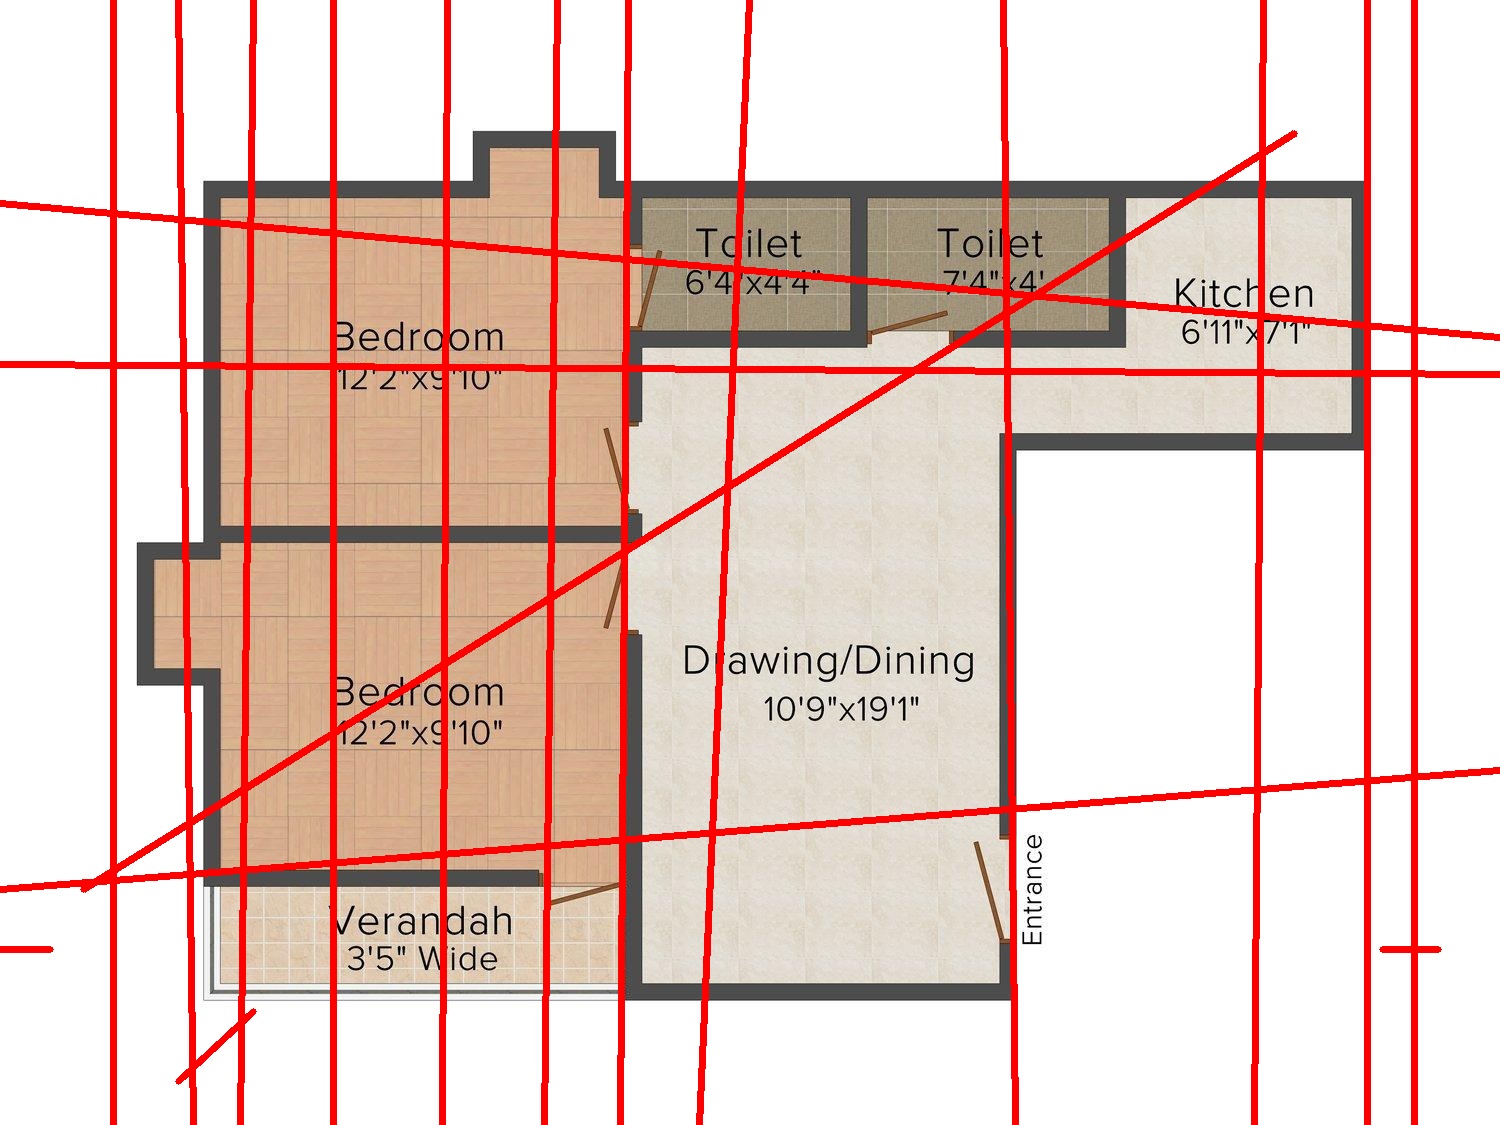 Toilet
6'4"x4'4"
Toilet
7'4"x4'
Kitchen
6'11"x7'1"
Bedroom
12'2"x9'10"
Drawing/Dining
10'9"x19'1"
Bedroom
12'2"x9'10"
Entrance
Verandah
3'5" Wide